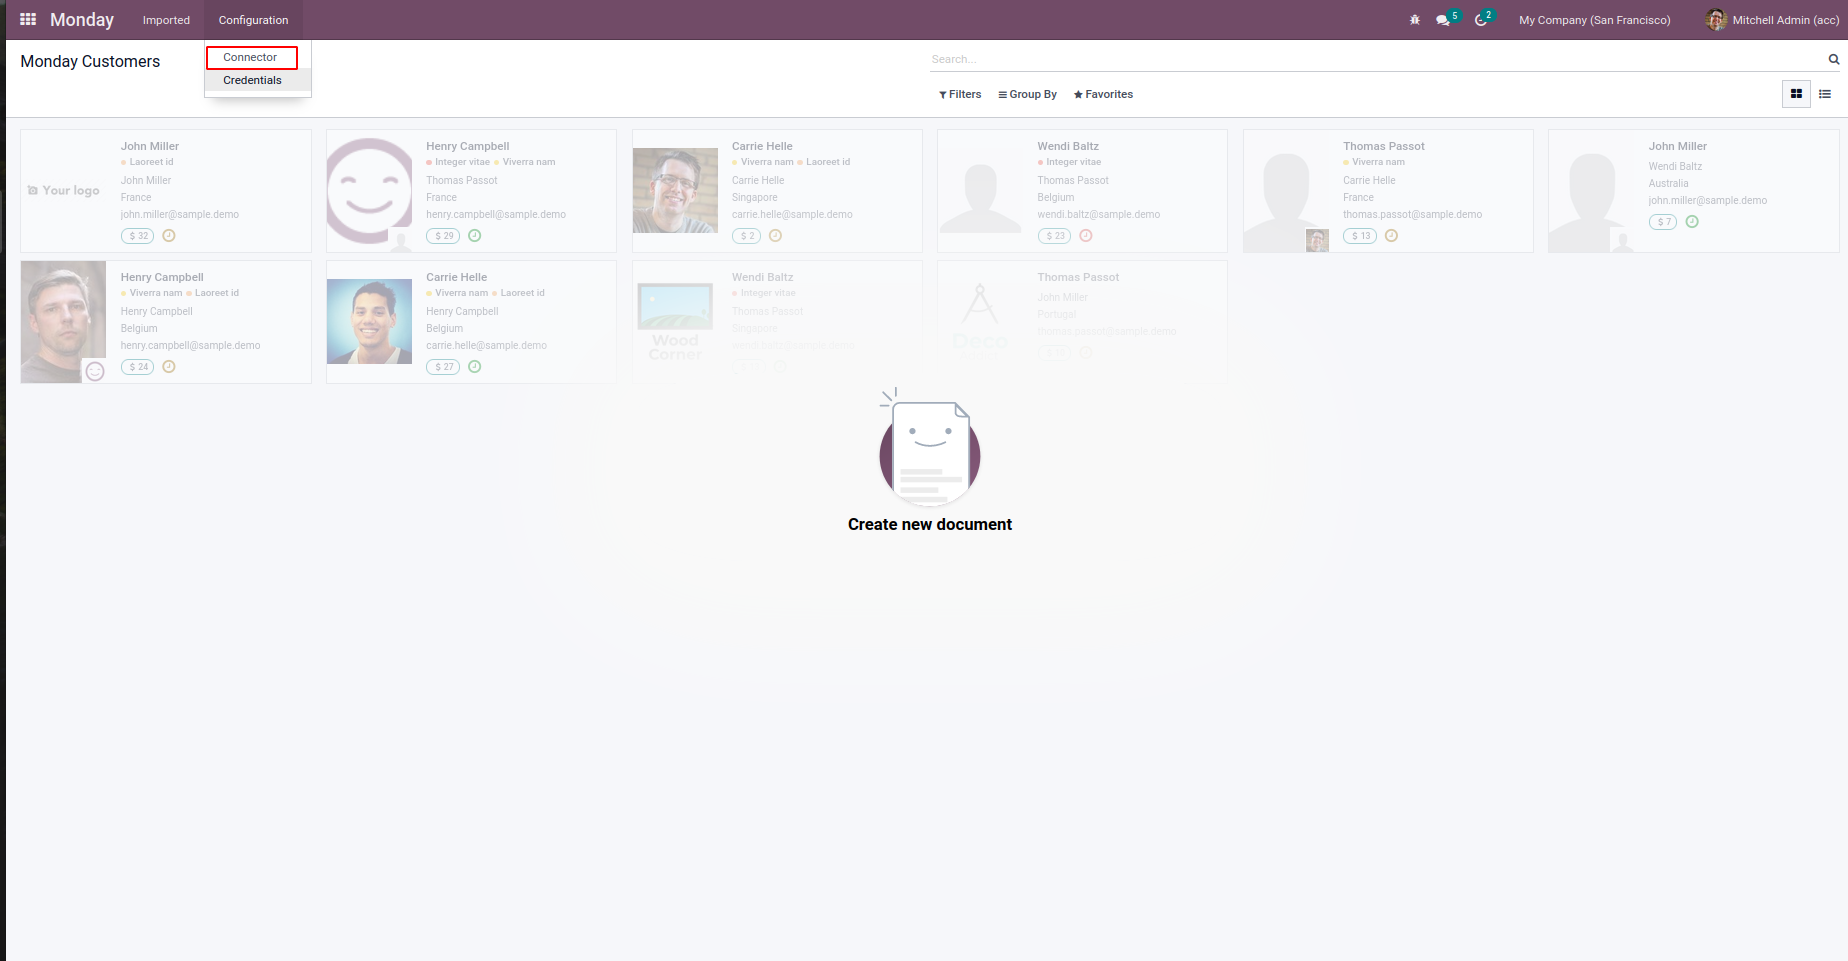 Monday Imported Configuration 5 2 My Company (San Francisco) Mitchell Admin (acc)
Monday Customers
Connector
Credentials
Search...
Filters Group By Favorites
John Miller
Laoreet id
Your logo
John Miller
France
john.miller@sample.demo
$ 32
Henry Campbell
Integer vitae Viverra nam
Thomas Passot
France
henry.campbell@sample.demo
$ 29
Carrie Helle
Viverra nam Laoreet id
Carrie Helle
Singapore
carrie.helle@sample.demo
$ 2
Wendi Baltz
Integer vitae
Thomas Passot
Belgium
wendi.baltz@sample.demo
$ 23
Thomas Passot
Viverra nam
Carrie Helle
France
thomas.passot@sample.demo
$ 13
John Miller
Wendi Baltz
Australia
john.miller@sample.demo
$ 7
Henry Campbell
Viverra nam Laoreet id
Henry Campbell
Belgium
henry.campbell@sample.demo
$ 24
Carrie Helle
Viverra nam Laoreet id
Henry Campbell
Belgium
carrie.helle@sample.demo
$ 27
Wendi Baltz
Integer vitae
Thomas Passot
Singapore
wendi.baltz@sample.demo
Wood
Corner
Thomas Passot
John Miller
Portugal
thomas.passot@sample.demo
Deco
Create new document